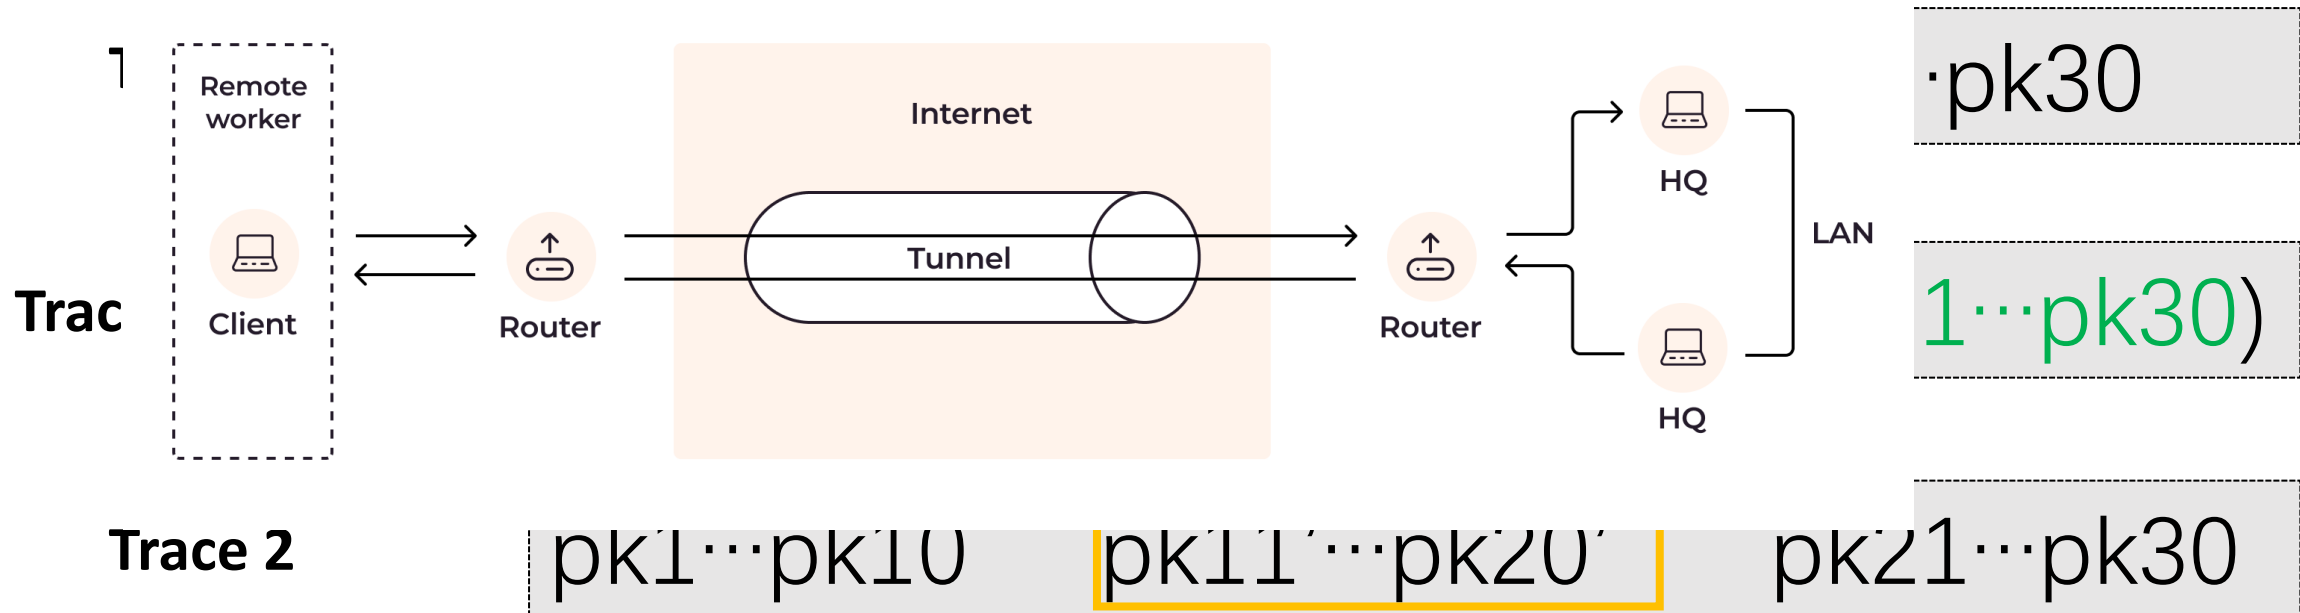 Remote
worker
Internet
·pk30
HQ
LAN
Tunnel
Trac
1···pk30)
Client
Router
Router
HQ
Trace 2
pk1···pk10
pk11’···pk20’
pk21···pk30